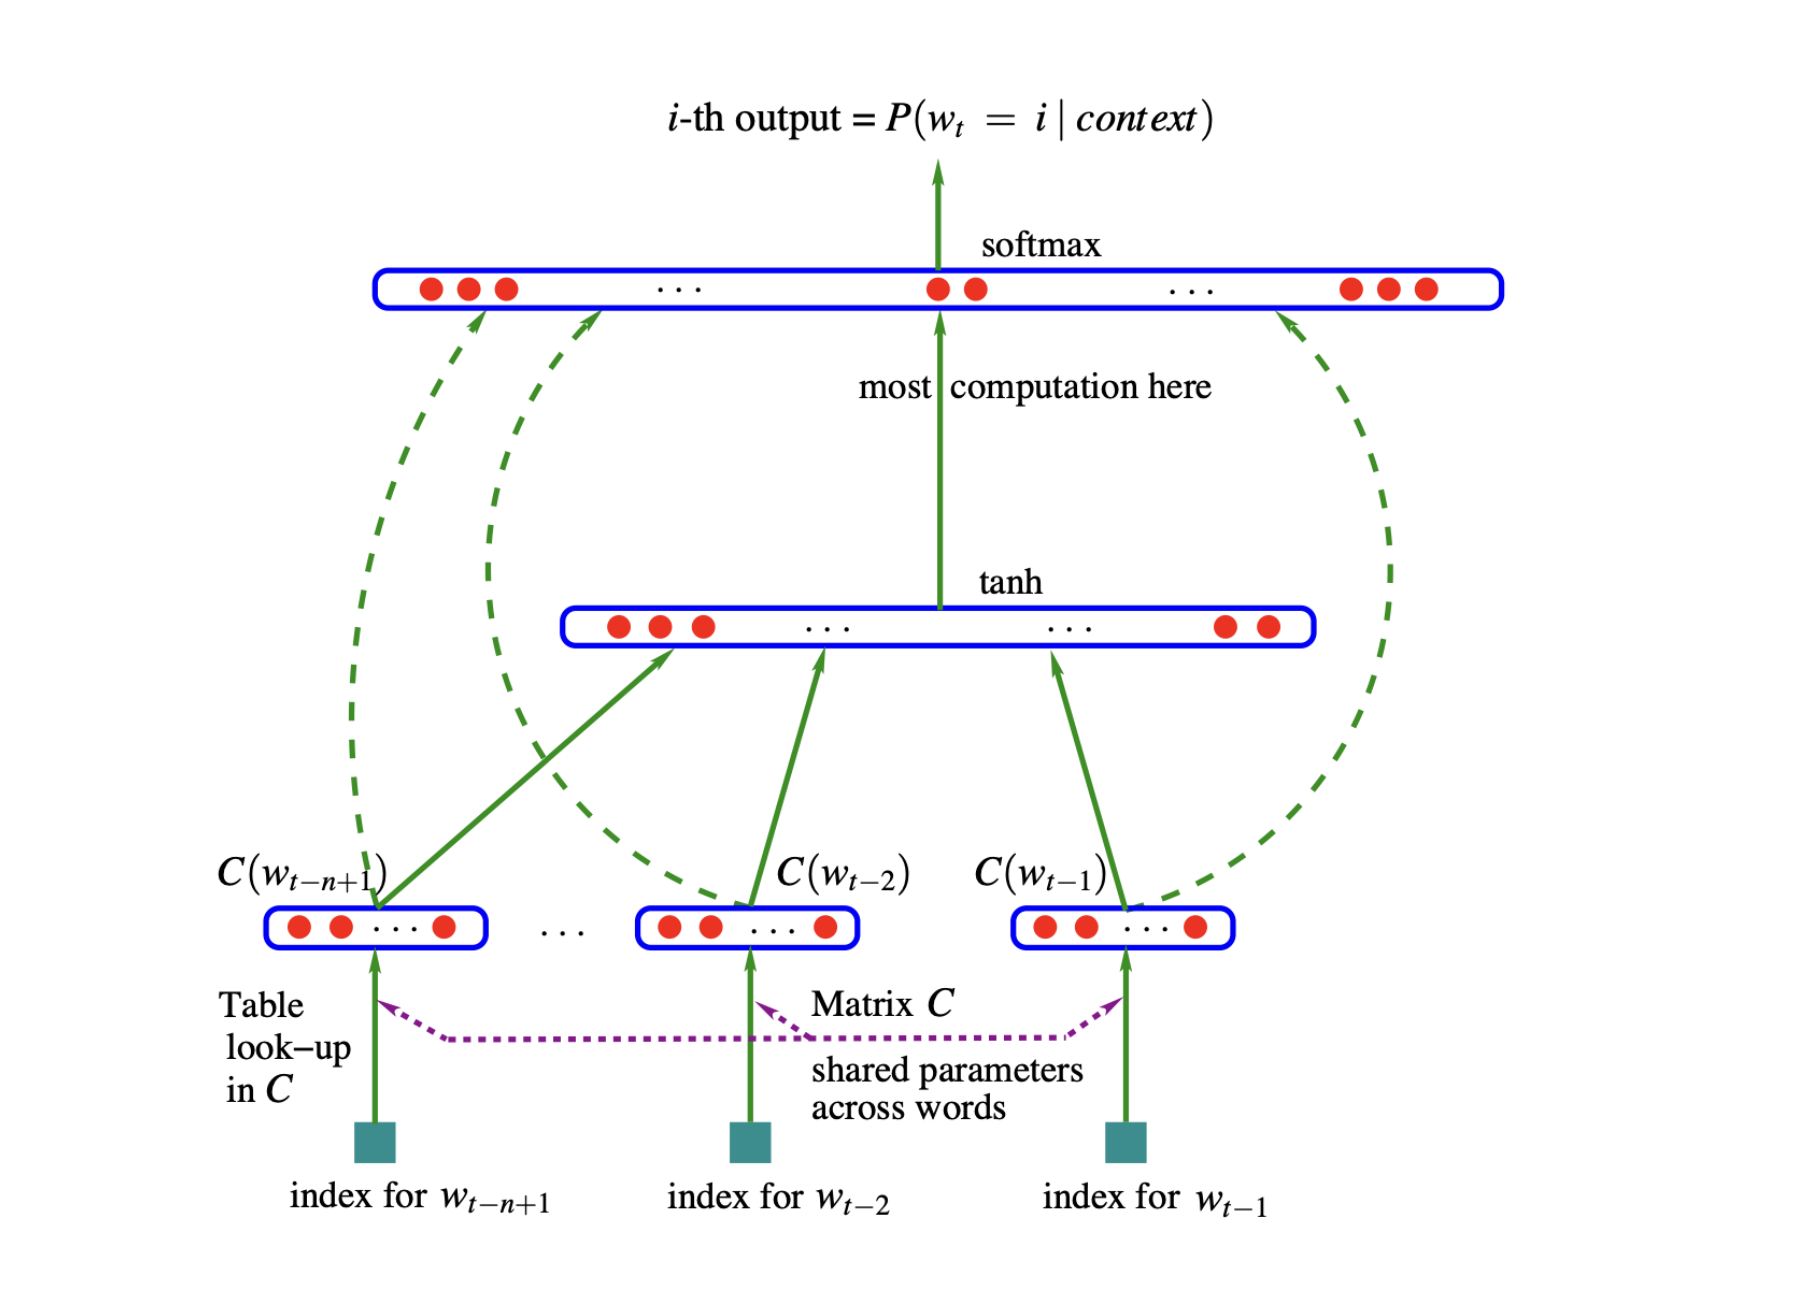 i-th output = P(w_t = i | context)
softmax
. . .
. . .
most computation here
tanh
. . .
. . .
C(w_{t−n+1})
C(w_{t−2})
C(w_{t−1})
. . .
. . .
. . .
. . .
Table
look−up
in C
Matrix C
shared parameters
across words
index for w_{t−n+1}
index for w_{t−2}
index for w_{t−1}